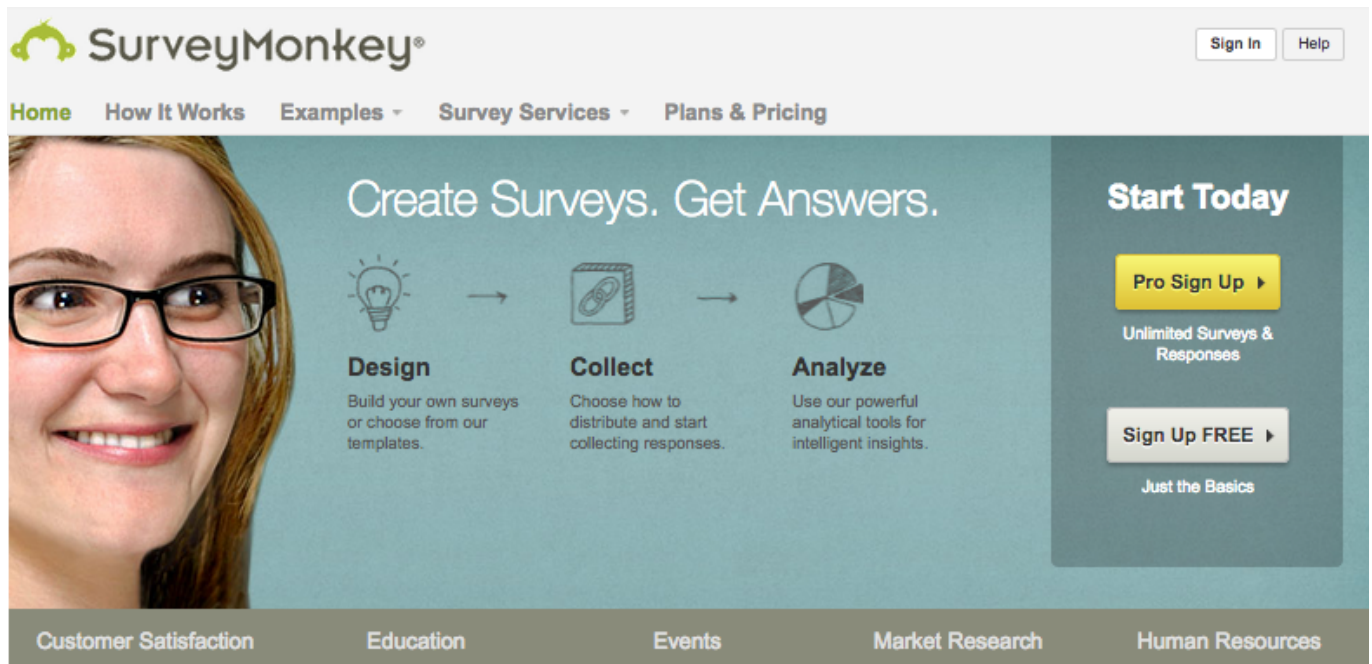 SurveyMonkey®
Sign In
Help
Home
How It Works
Examples
Survey Services
Plans & Pricing
Create Surveys. Get Answers.
Design
Build your own surveys
or choose from our
templates.
Collect
Choose how to
distribute and start
collecting responses.
Analyze
Use our powerful
analytical tools for
intelligent insights.
Start Today
Pro Sign Up
Unlimited Surveys &
Responses
Sign Up FREE
Just the Basics
Customer Satisfaction
Education
Events
Market Research
Human Resources